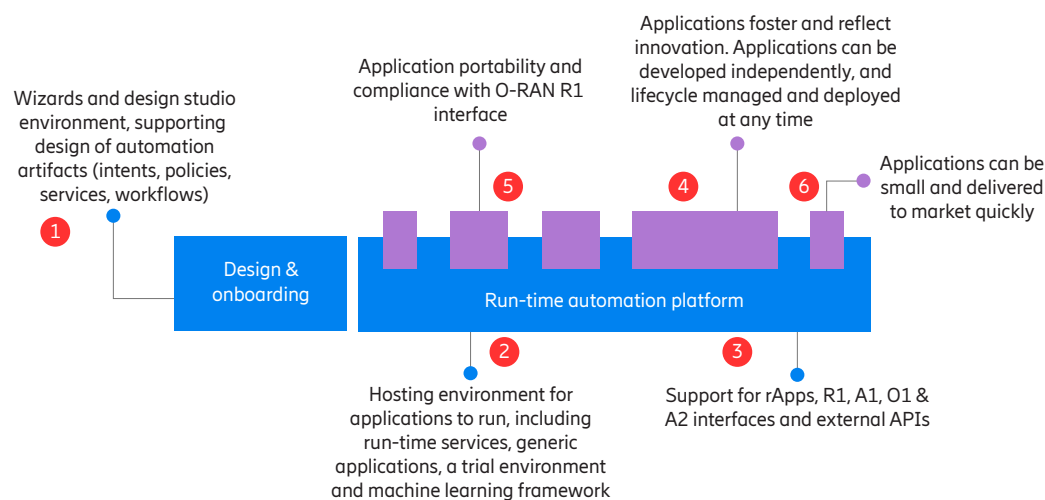 Wizards and design studio
environment, supporting
design of automation
artifacts (intents, policies,
services, workflows)
1
Application portability and
compliance with O-RAN R1
interface
5
Applications foster and reflect
innovation. Applications can be
developed independently, and
lifecycle managed and deployed
at any time
4
6
Applications can be
small and delivered
to market quickly
Design &
onboarding
Run-time automation platform
2
Hosting environment for
applications to run, including
run-time services, generic
applications, a trial environment
and machine learning framework
3
Support for rApps, R1, A1, O1 &
A2 interfaces and external APIs